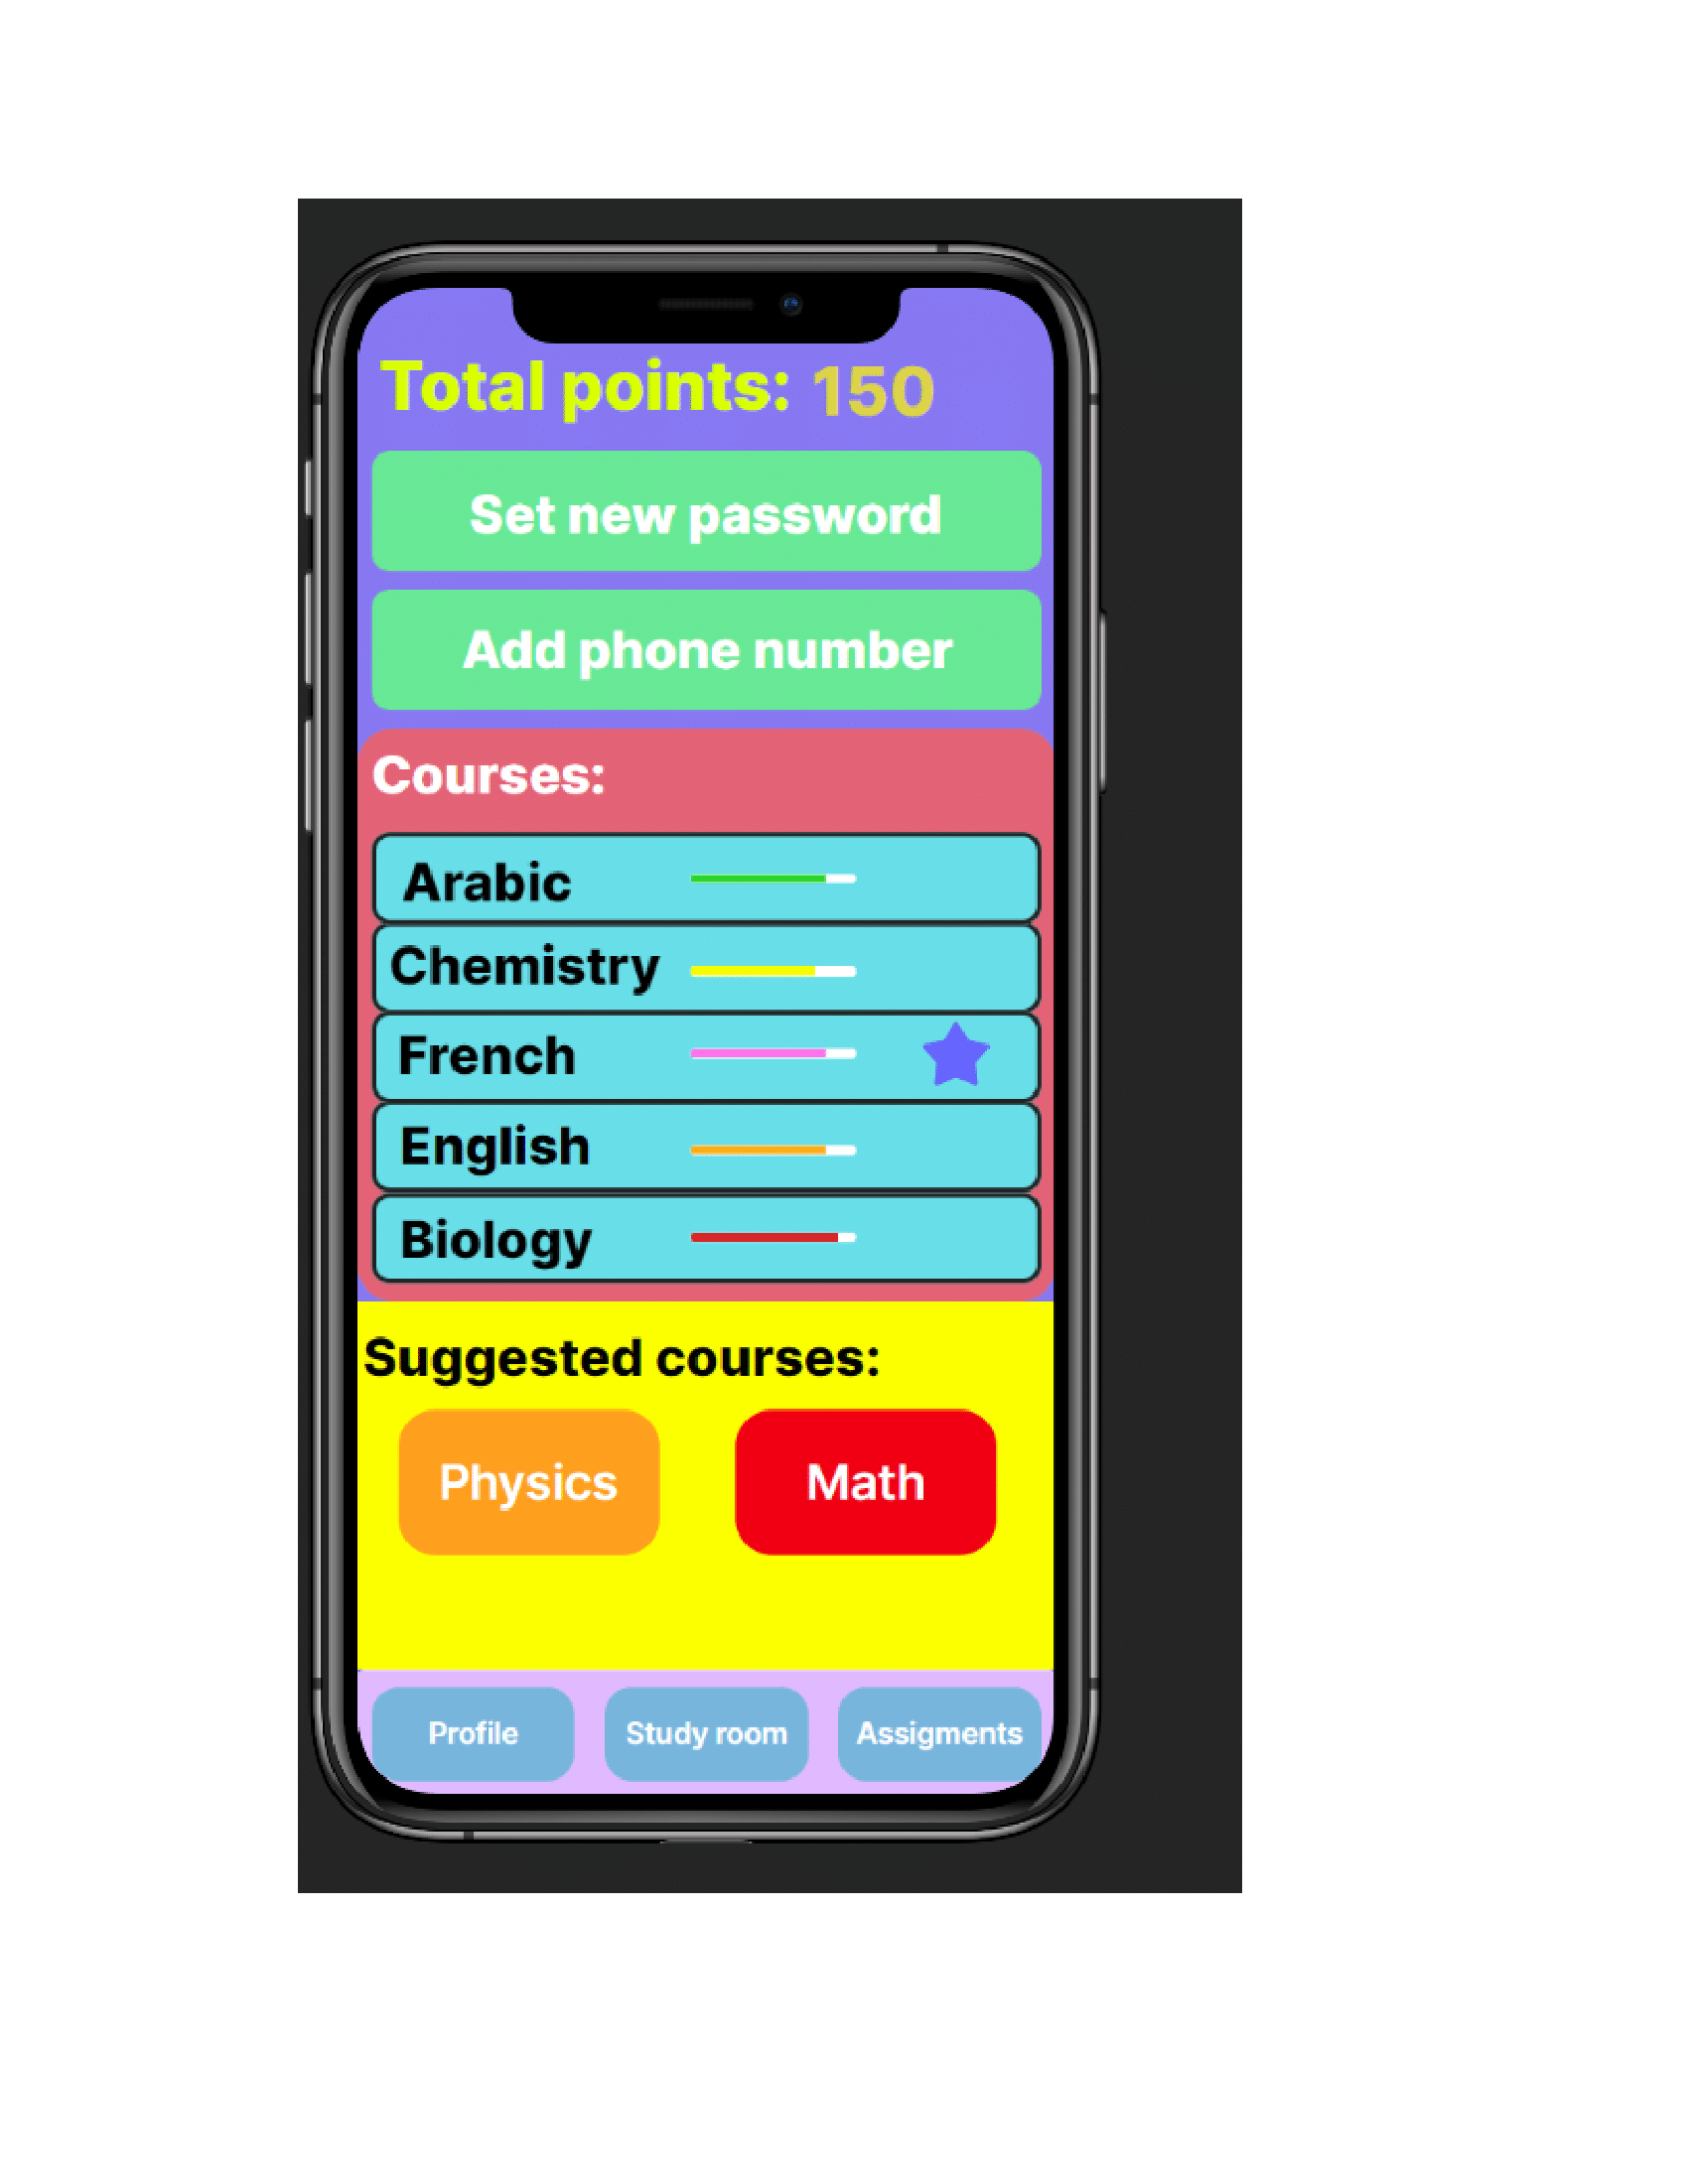 Total points: 150
Set new password
Add phone number
Courses:
Arabic
Chemistry
French
English
Biology
Suggested courses:
Physics Math
Profile Study room Assigments